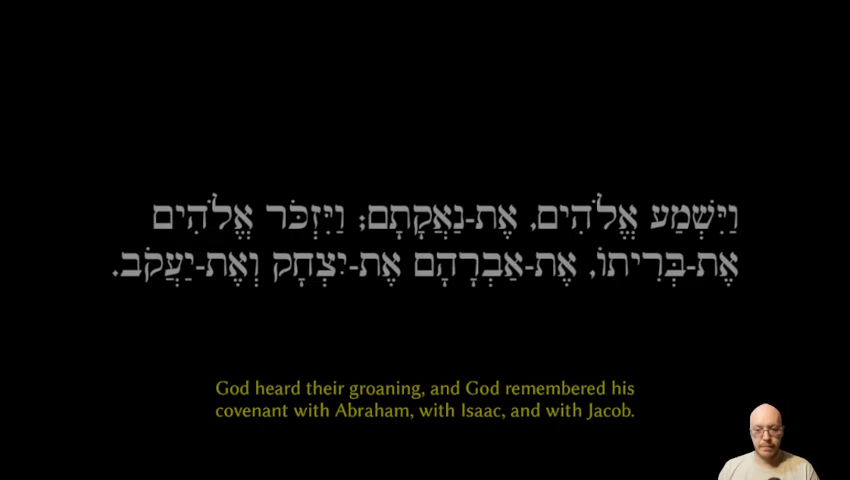 וַיִּשְׁמַע אֱלֹהִים, אֶת-נַאֲקָתָם; וַיִּזְכֹּר אֱלֹהִים
אֶת-בְּרִיתוֹ, אֶת-אַבְרָהָם אֶת-יִצְחָק וְאֶת-יַעֲקֹב.
God heard their groaning, and God remembered his
covenant with Abraham, with Isaac, and with Jacob.